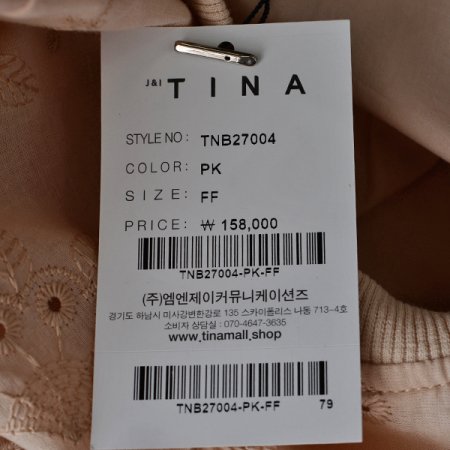 J&I TINA
STYLE NO: TNB27004
COLOR: PK
SIZE: FF
PRICE: ₩ 158,000
TNB27004-PK-FF
(주)엠엔제이커뮤니케이션즈
경기도 하남시 미사강변한강로 135 스카이폴리스 나동 713-4호
소비자 상담실 : 070-4647-3635
www.tinamall.shop
TNB27004-PK-FF 79